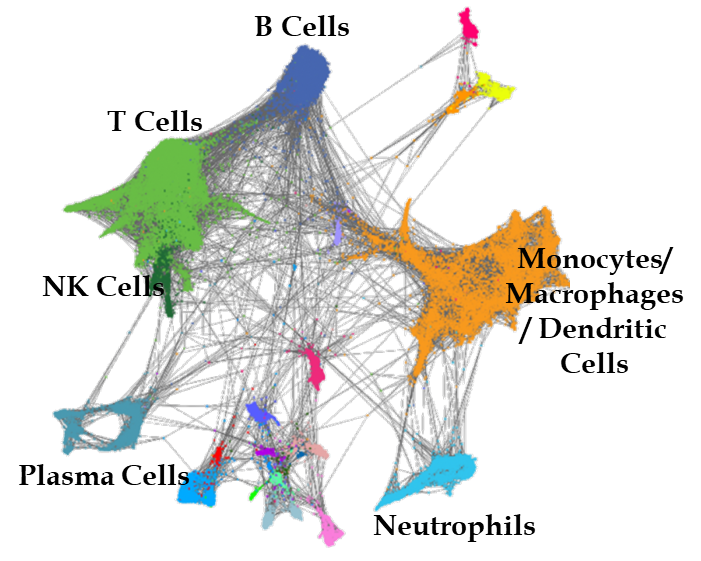 B Cells
T Cells
NK Cells
Monocytes/
Macrophages
/ Dendritic
Cells
Plasma Cells
Neutrophils